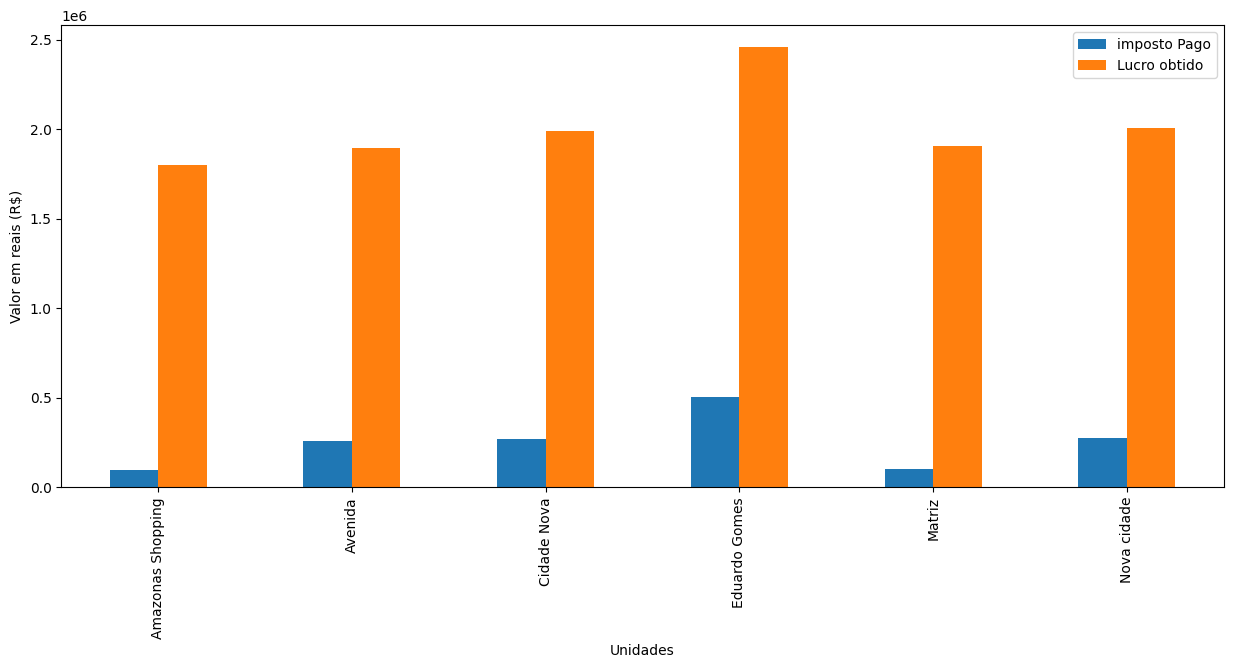 1e6
2.5
2.0
1.5
1.0
0.5
0.0
Valor em reais (R$)
imposto Pago
Lucro obtido
Amazonas Shopping
Avenida
Cidade Nova
Eduardo Gomes
Matriz
Nova cidade
Unidades